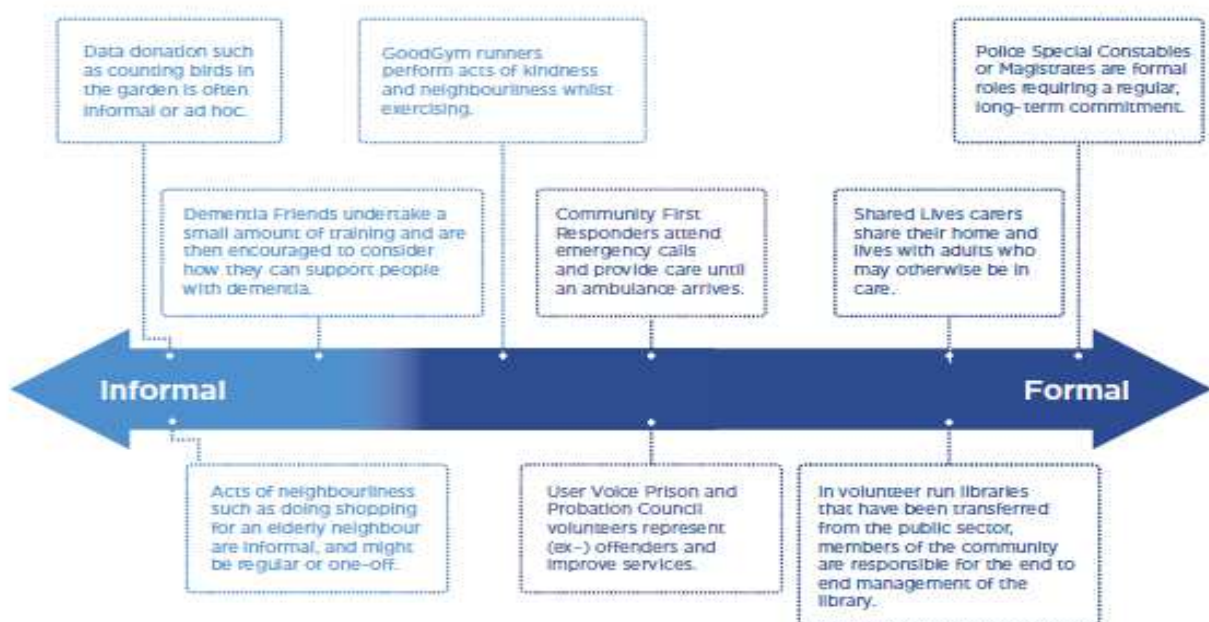 Data donation such
as counting birds in
the garden is often
informal or ad hoc.
GoodGym runners
perform acts of kindness
and neighbourliness whilst
exercising.
Police Special Constables
or Magistrates are formal
roles requiring a regular,
long-term commitment.
Dementia Friends undertake a
small amount of training and are
then encouraged to consider
how they can support people
with dementia.
Community First
Responders attend
emergency calls
and provide care until
an ambulance arrives.
Shared Lives carers
share their home and
lives with adults who
may otherwise be in
care.
Informal
Formal
Acts of neighbourliness
such as doing shopping
for an elderly neighbour
are informal, and might
be regular or one-off.
User Voice Prison and
Probation Council
volunteers represent
(ex-) offenders and
improve services.
In volunteer run libraries
that have been transferred
from the public sector,
members of the community
are responsible for the end to
end management of the
library.